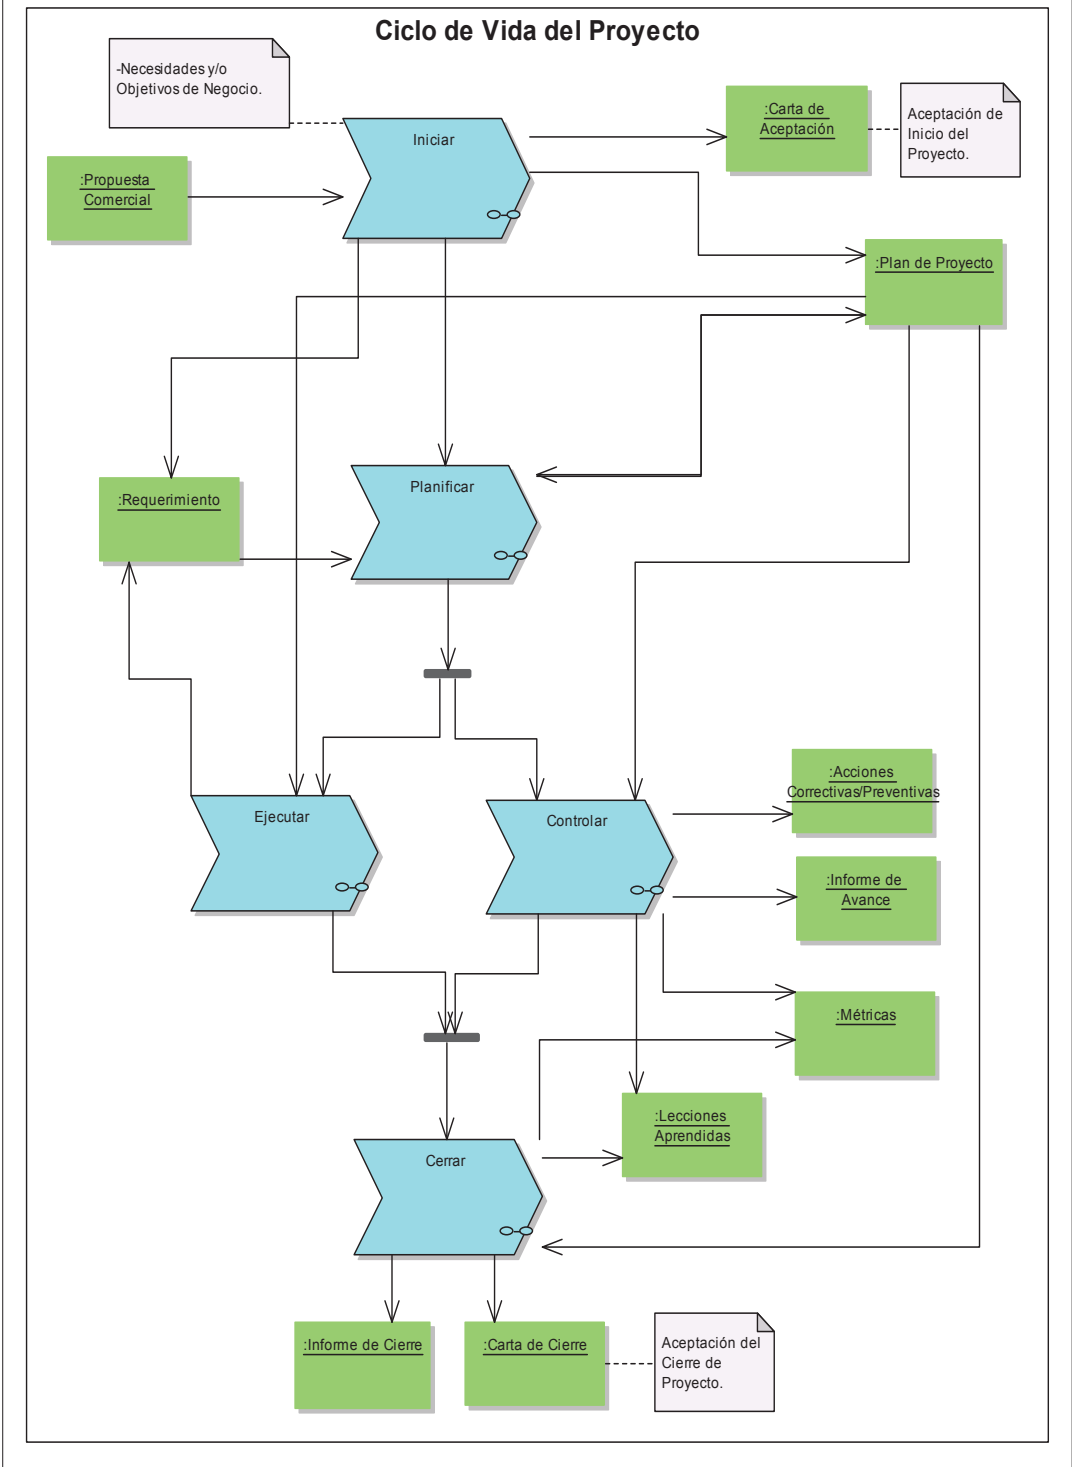 Ciclo de Vida del Proyecto
-Necesidades y/o
Objetivos de Negocio.
Iniciar
:Carta de
Aceptación
Aceptación de
Inicio del
Proyecto.
:Propuesta
Comercial
:Plan de Proyecto
Planificar
:Requerimiento
Ejecutar
Controlar
:Acciones
Correctivas/Preventivas
:Informe de
Avance
:Métricas
:Lecciones
Aprendidas
Cerrar
:Informe de Cierre
:Carta de Cierre
Aceptación del
Cierre de
Proyecto.